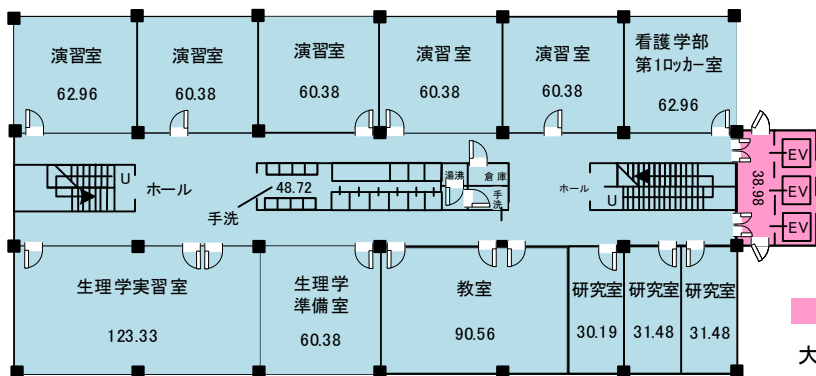 演習室
62.96
演習室
60.38
演習室
60.38
演習室
60.38
演習室
60.38
看護学部
第1ロッカー室
62.96
U
ホール
手洗
48.72
湯沸
倉庫
手洗
ホール
U
38.98
EV
EV
EV
生理学実習室
123.33
生理学
準備室
60.38
教室
90.56
研究室
30.19
研究室
31.48
研究室
31.48
大